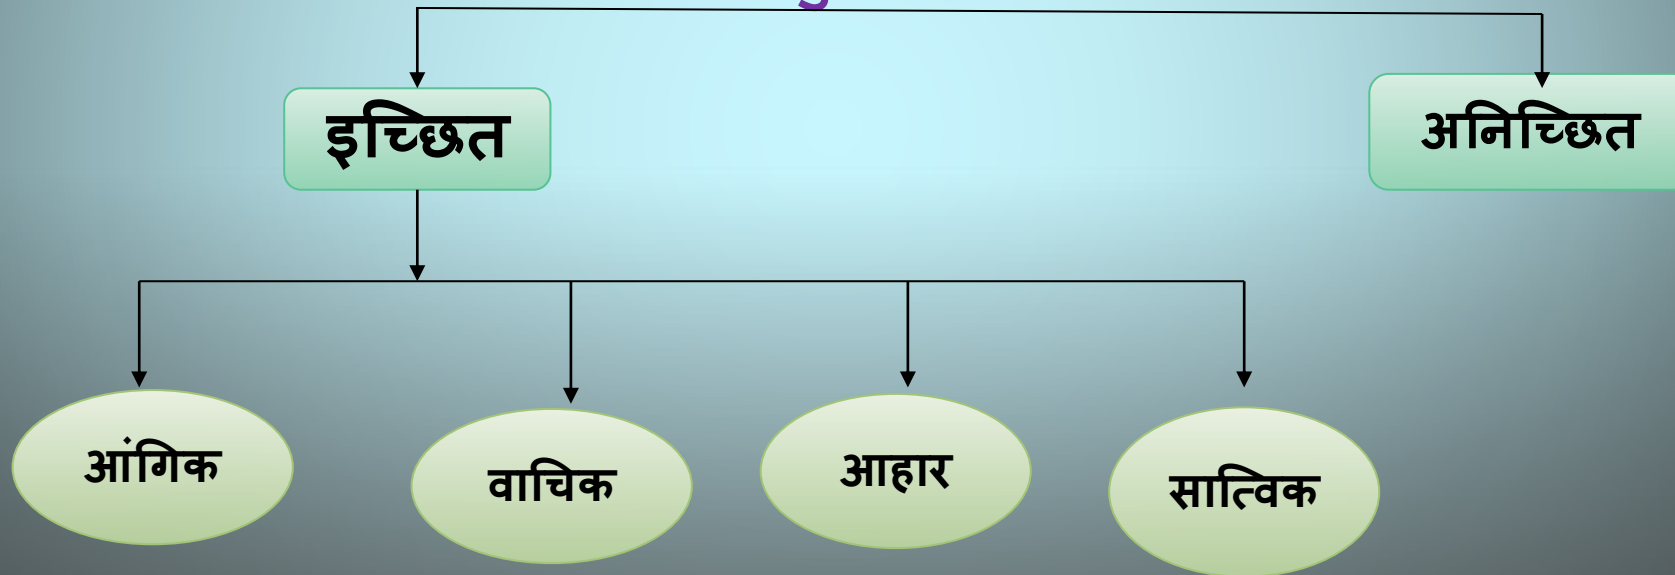 इच्छित
अनिच्छित
आंगिक
वाचिक
आहार
सात्विक